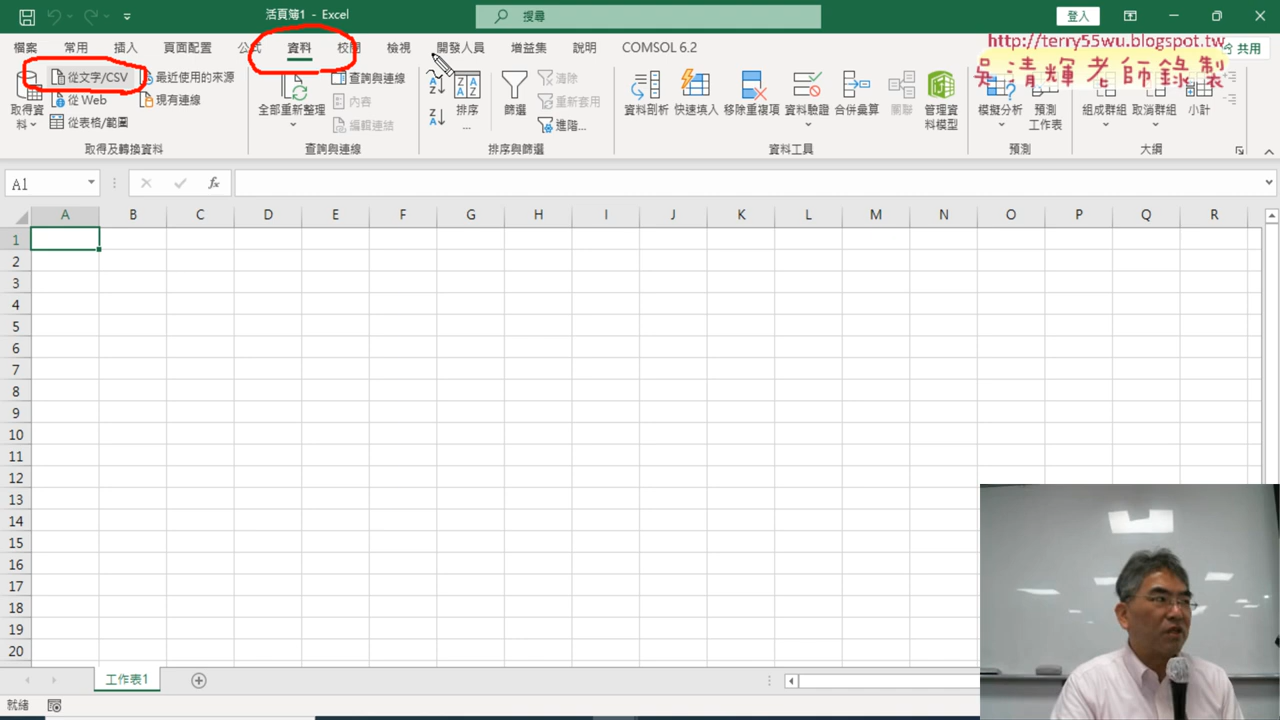 活頁簿1 - Excel
搜尋
登入
檔案 常用 插入 頁面配置 公式 資料 校閱 檢視 開發人員 增益集 說明 COMSOL 6.2
共用
http://terry55wu.blogspot.tw
吳清輝老師錄製
取得資料
從文字/CSV
從 Web
從表格/範圍
最近使用的來源
現有連線
取得及轉換資料
全部重新整理
查詢與連線
內容
編輯連結
查詢與連線
排序...
篩選
清除
重新套用
進階...
排序與篩選
資料剖析
快速填入
移除重複項
資料驗證
合併彙算
關聯
管理資料模型
資料工具
模擬分析
預測工作表
預測
組成群組
取消群組
小計
大綱
A1
fx
A B C D E F G H I J K L M N O P Q R
1
2
3
4
5
6
7
8
9
10
11
12
13
14
15
16
17
18
19
20
工作表1
就緒